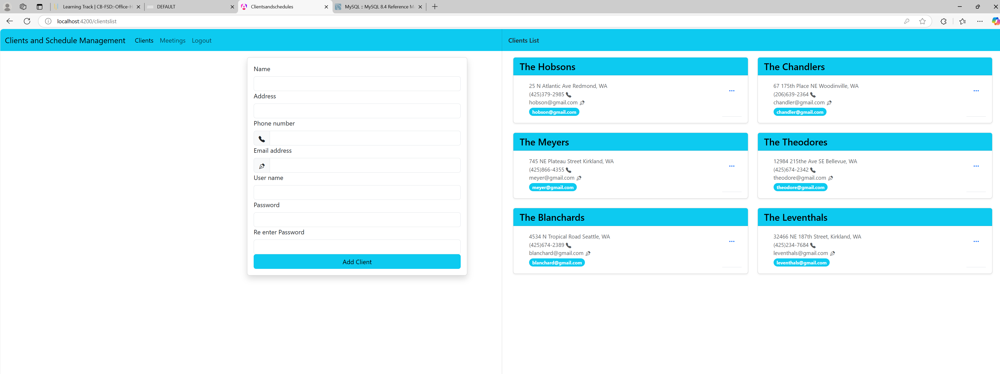 Learning Track | CB-FSD:-Office-H
DEFAULT
Clientsandschedules
MySQL :: MySQL 8.4 Reference Ma
localhost:4200/clientslist
Clients and Schedule Management
Clients
Meetings
Logout
Clients List
Name
Address
Phone number
Email address
User name
Password
Re enter Password
Add Client
The Hobsons
25 N Atlantic Ave Redmond, WA
(425)379-2985
hobson@gmail.com
hobson@gmail.com
The Chandlers
67 175th Place NE Woodinville, WA
(206)639-2364
chandler@gmail.com
chandler@gmail.com
The Meyers
745 NE Plateau Street Kirkland, WA
(425)866-4355
meyer@gmail.com
meyer@gmail.com
The Theodores
12984 215the Ave SE Bellevue, WA
(425)674-2342
theodore@gmail.com
theodore@gmail.com
The Blanchards
4534 N Tropical Road Seattle, WA
(425)674-2389
blanchard@gmail.com
blanchard@gmail.com
The Leventhals
32466 NE 187th Street, Kirkland, WA
(425)234-7684
leventhals@gmail.com
leventhals@gmail.com